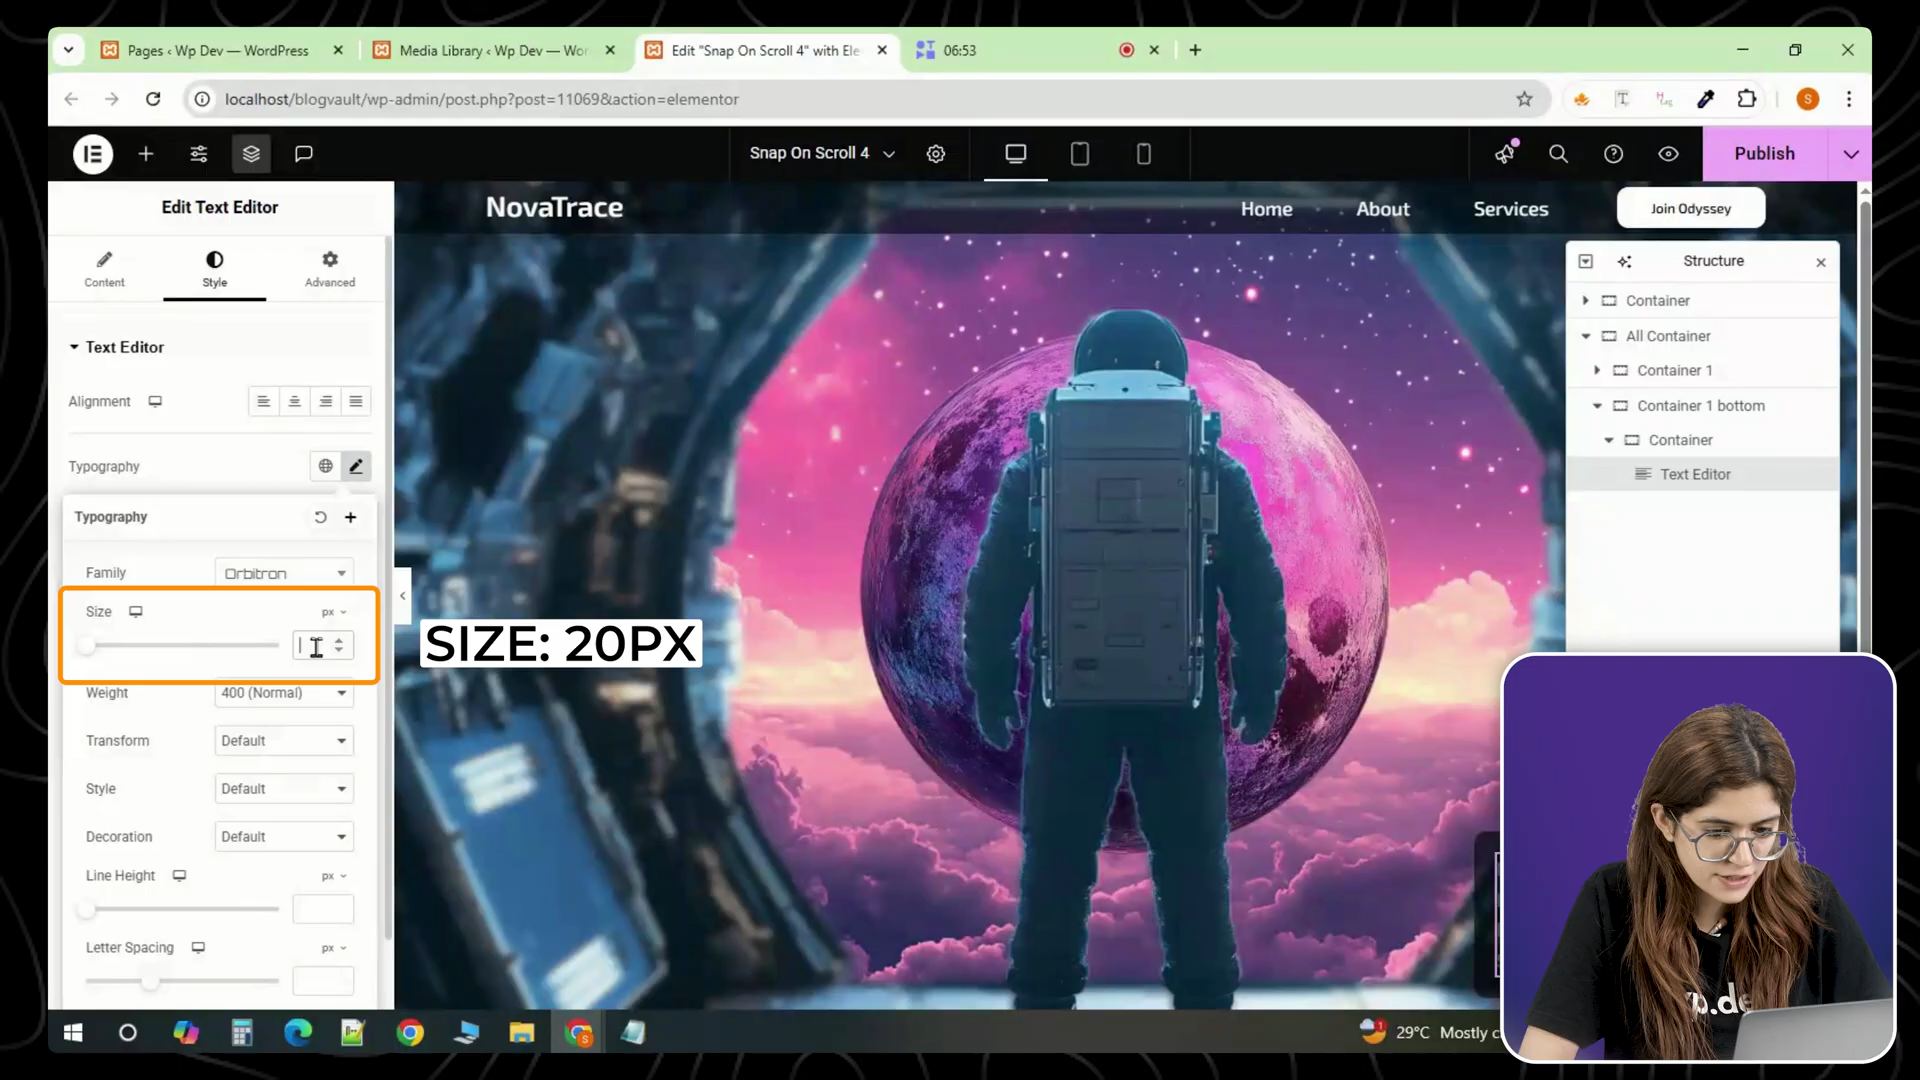 Pages ‹ Wp Dev — WordPress
Media Library ‹ Wp Dev — Wor
Edit "Snap On Scroll 4" with Ele
06:53
localhost/blogvault/wp-admin/post.php?post=11069&action=elementor
S
Snap On Scroll 4
Publish
Edit Text Editor
NovaTrace
Home
About
Services
Join Odyssey
Content
Style
Advanced
Structure
Container
All Container
Container 1
Container 1 bottom
Container
Text Editor
Text Editor
Alignment
Typography
Typography
Family
Orbitron
Size
px
SIZE: 20PX
Weight
400 (Normal)
Transform
Default
Style
Default
Decoration
Default
Line Height
px
Letter Spacing
px
29°C Mostly c